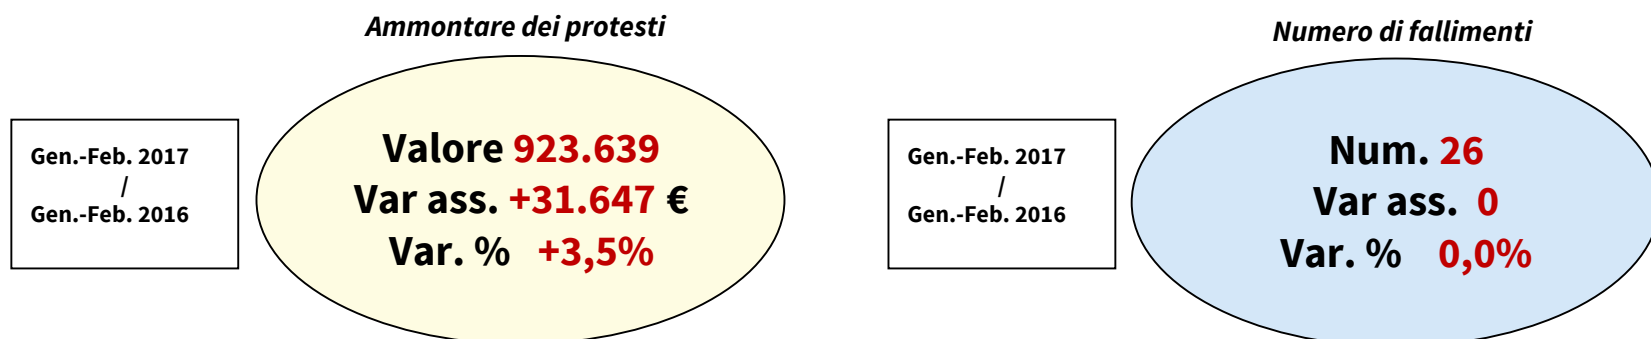 Ammontare dei protesti
Gen.-Feb. 2017
/
Gen.-Feb. 2016
Valore 923.639
Var ass. +31.647 €
Var. % +3,5%
Numero di fallimenti
Gen.-Feb. 2017
/
Gen.-Feb. 2016
Num. 26
Var ass. 0
Var. % 0,0%